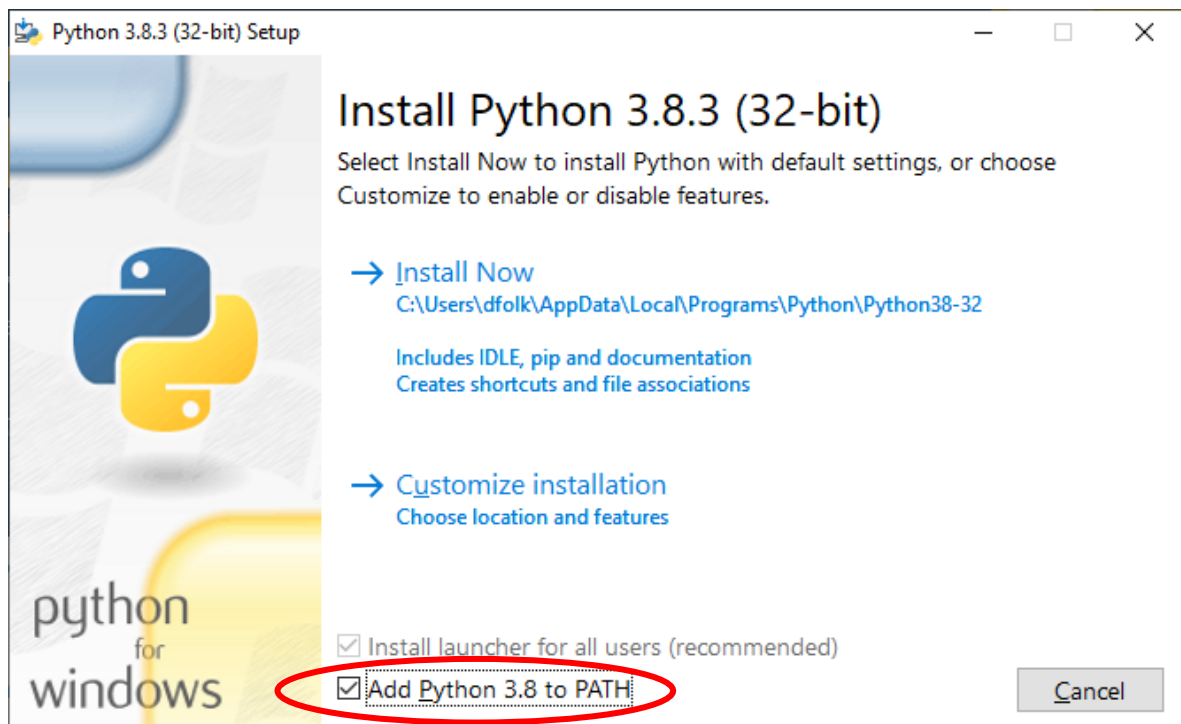 Python 3.8.3 (32-bit) Setup
Install Python 3.8.3 (32-bit)
Select Install Now to install Python with default settings, or choose
Customize to enable or disable features.
Install Now
C:\Users\dfolk\AppData\Local\Programs\Python\Python38-32
Includes IDLE, pip and documentation
Creates shortcuts and file associations
Customize installation
Choose location and features
python
for
windows
Install launcher for all users (recommended)
Add Python 3.8 to PATH
Cancel